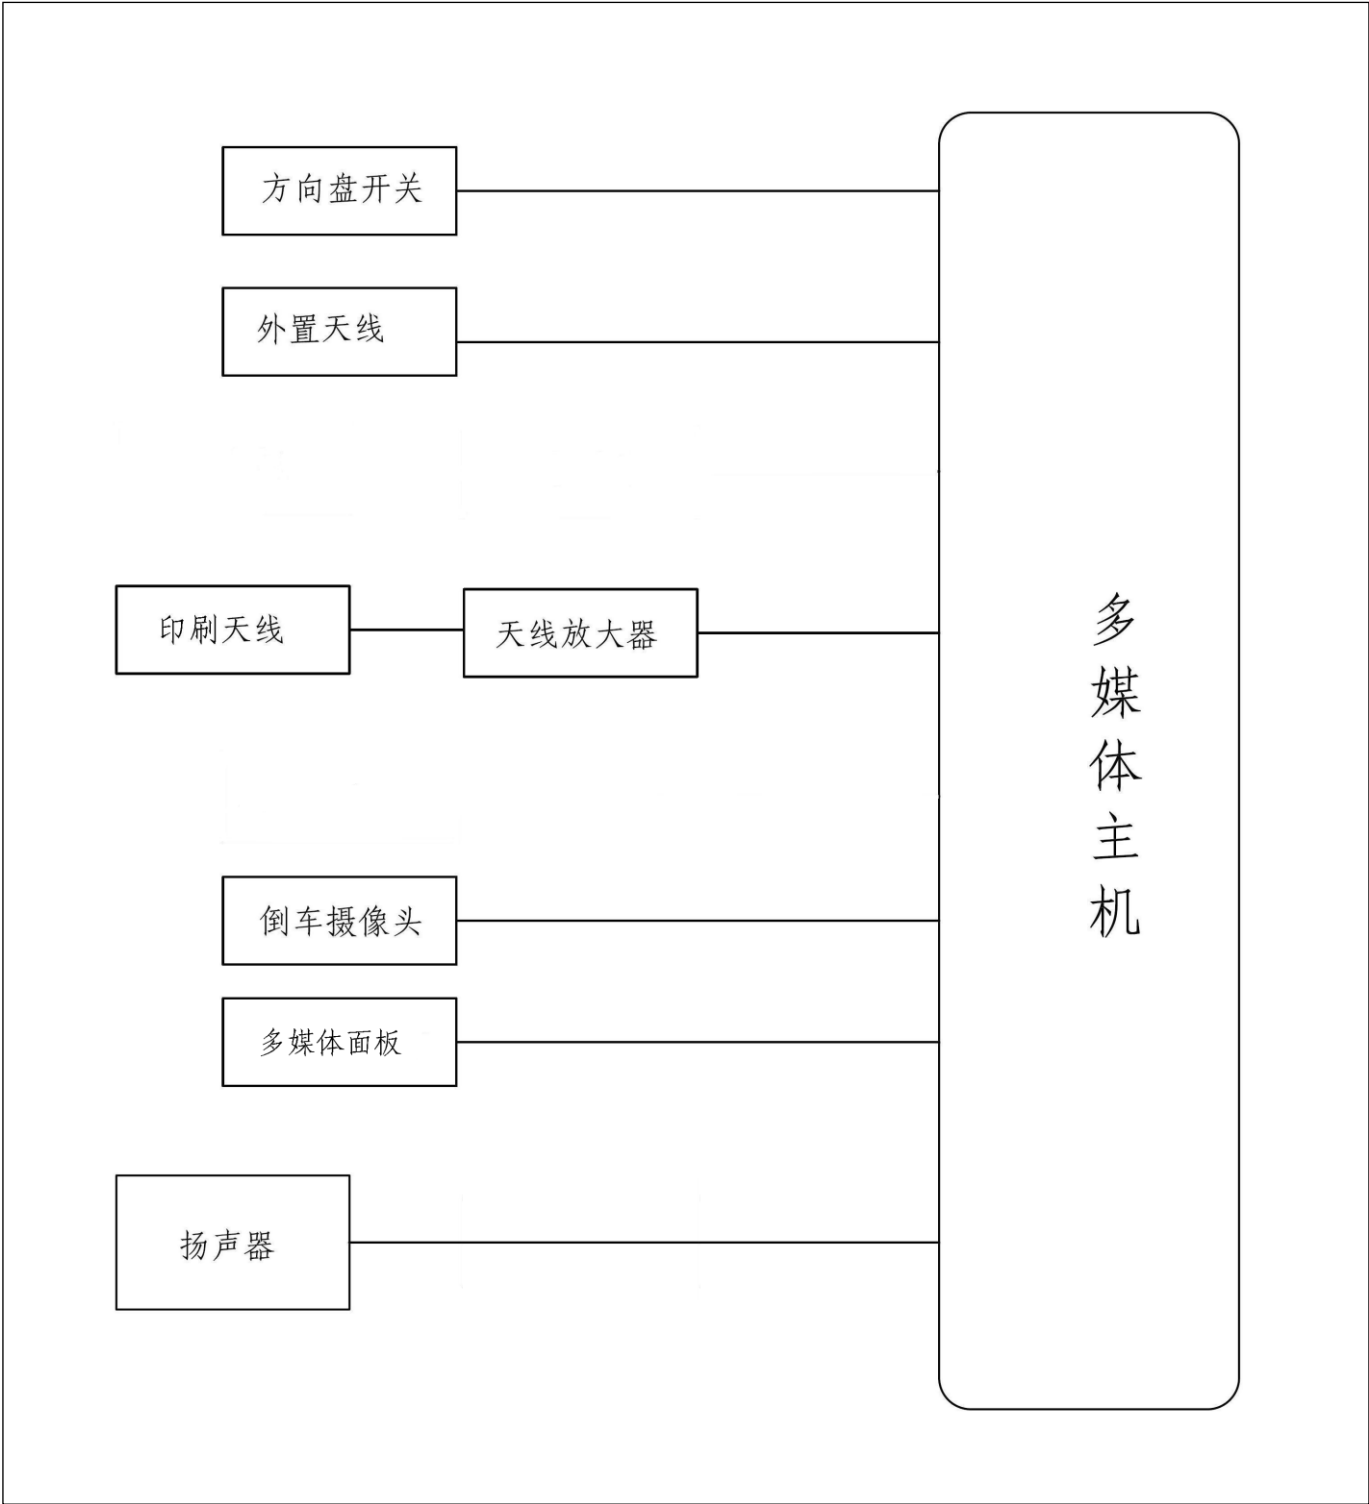 方向盘开关
外置天线
印刷天线
天线放大器
倒车摄像头
多媒体面板
扬声器
多媒体主机